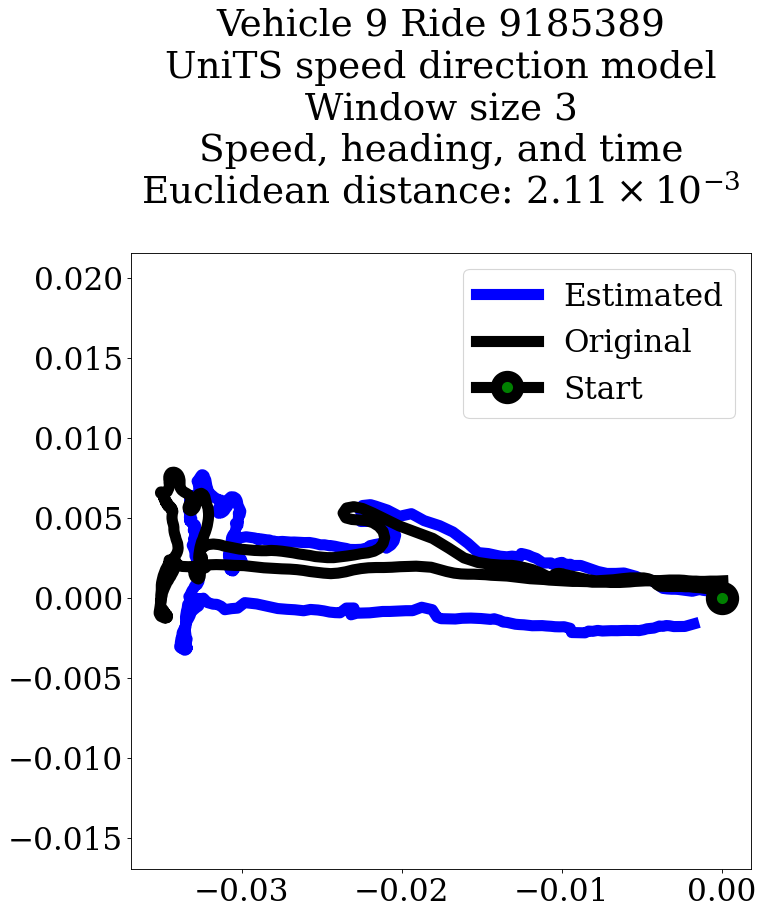 Vehicle 9 Ride 9185389
UniTS speed direction model
Window size 3
Speed, heading, and time
Euclidean distance: 2.11 × 10⁻³
Estimated
Original
Start
0.020
0.015
0.010
0.005
0.000
−0.005
−0.010
−0.015
−0.03 −0.02 −0.01 0.00